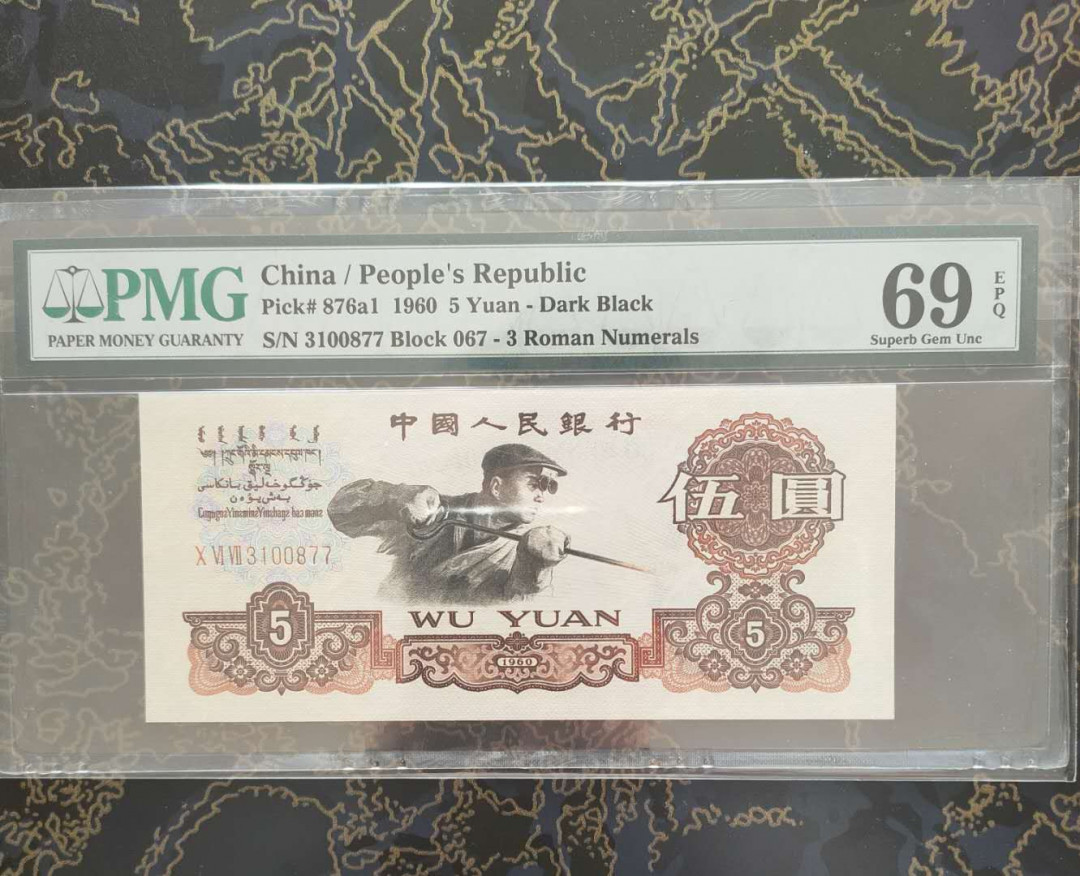 PMG
PAPER MONEY GUARANTY
China / People's Republic
Pick# 876a1 1960 5 Yuan - Dark Black
S/N 3100877 Block 067 - 3 Roman Numerals
69
EPQ
Superb Gem Unc
中國人民銀行
X VI VII 3100877
伍圓
WU YUAN
5
1960
5